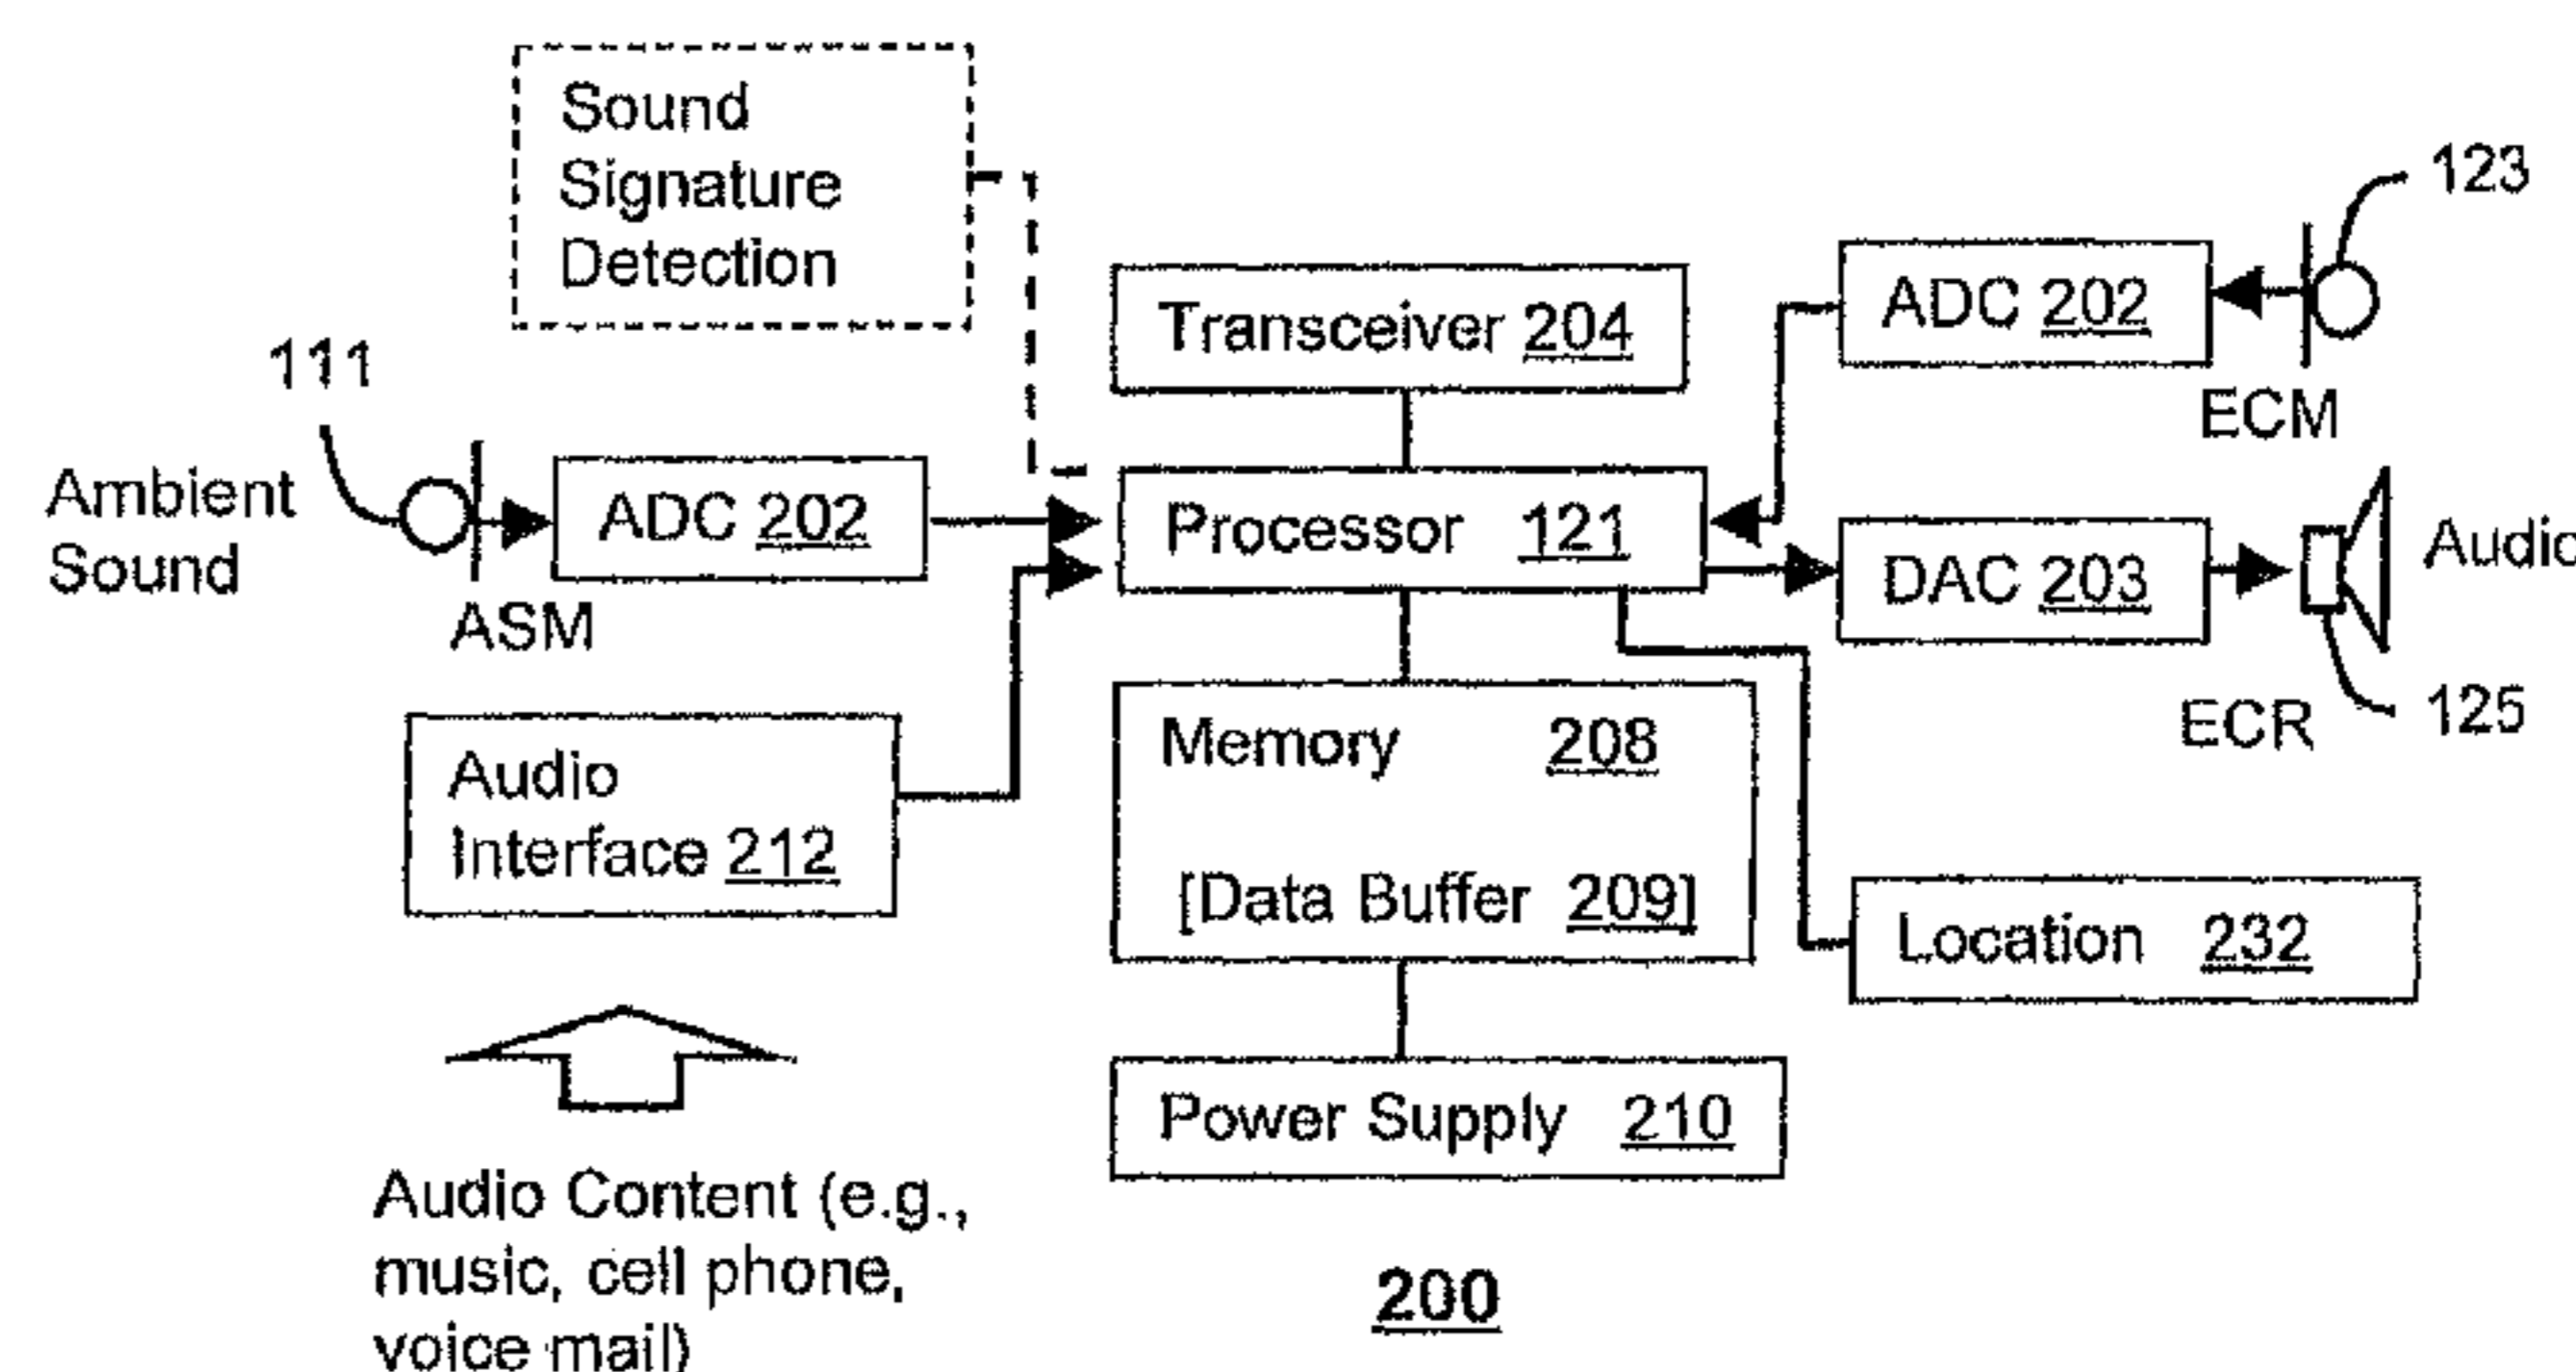 Sound
Signature
Detection
123
Transceiver 204
ADC 202
111
ECM
Ambient
Sound
ADC 202
Processor 121
DAC 203
Audio
ASM
ECR
125
Audio
Interface 212
Memory 208
[Data Buffer 209]
Location 232
Power Supply 210
Audio Content (e.g.,
music, cell phone,
voice mail)
200